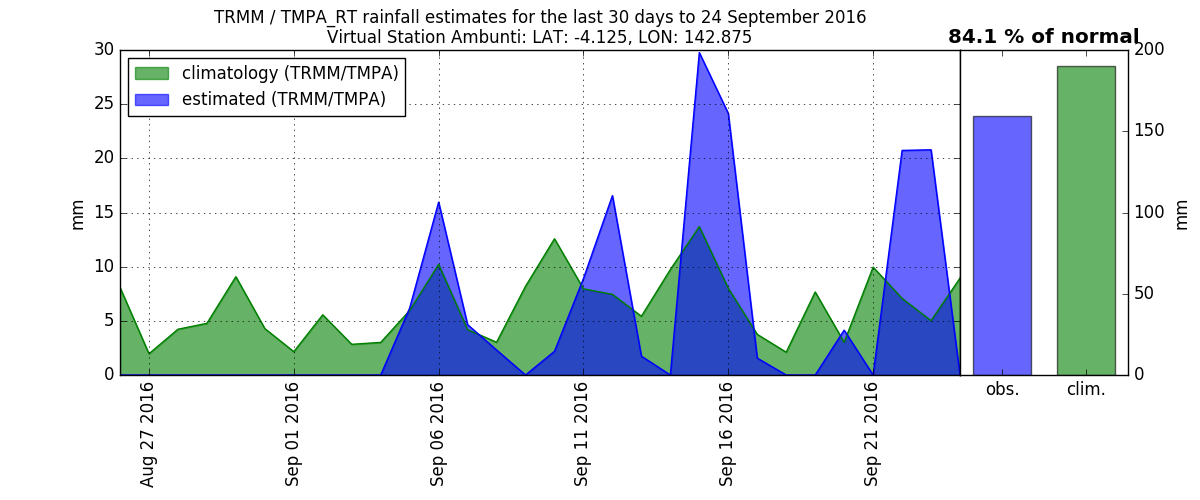 TRMM / TMPA_RT rainfall estimates for the last 30 days to 24 September 2016
Virtual Station Ambunti: LAT: -4.125, LON: 142.875
84.1 % of normal
climatology (TRMM/TMPA)
estimated (TRMM/TMPA)
30
25
20
15
10
5
0
mm
Aug 27 2016
Sep 01 2016
Sep 06 2016
Sep 11 2016
Sep 16 2016
Sep 21 2016
obs.
clim.
200
150
100
50
0
mm